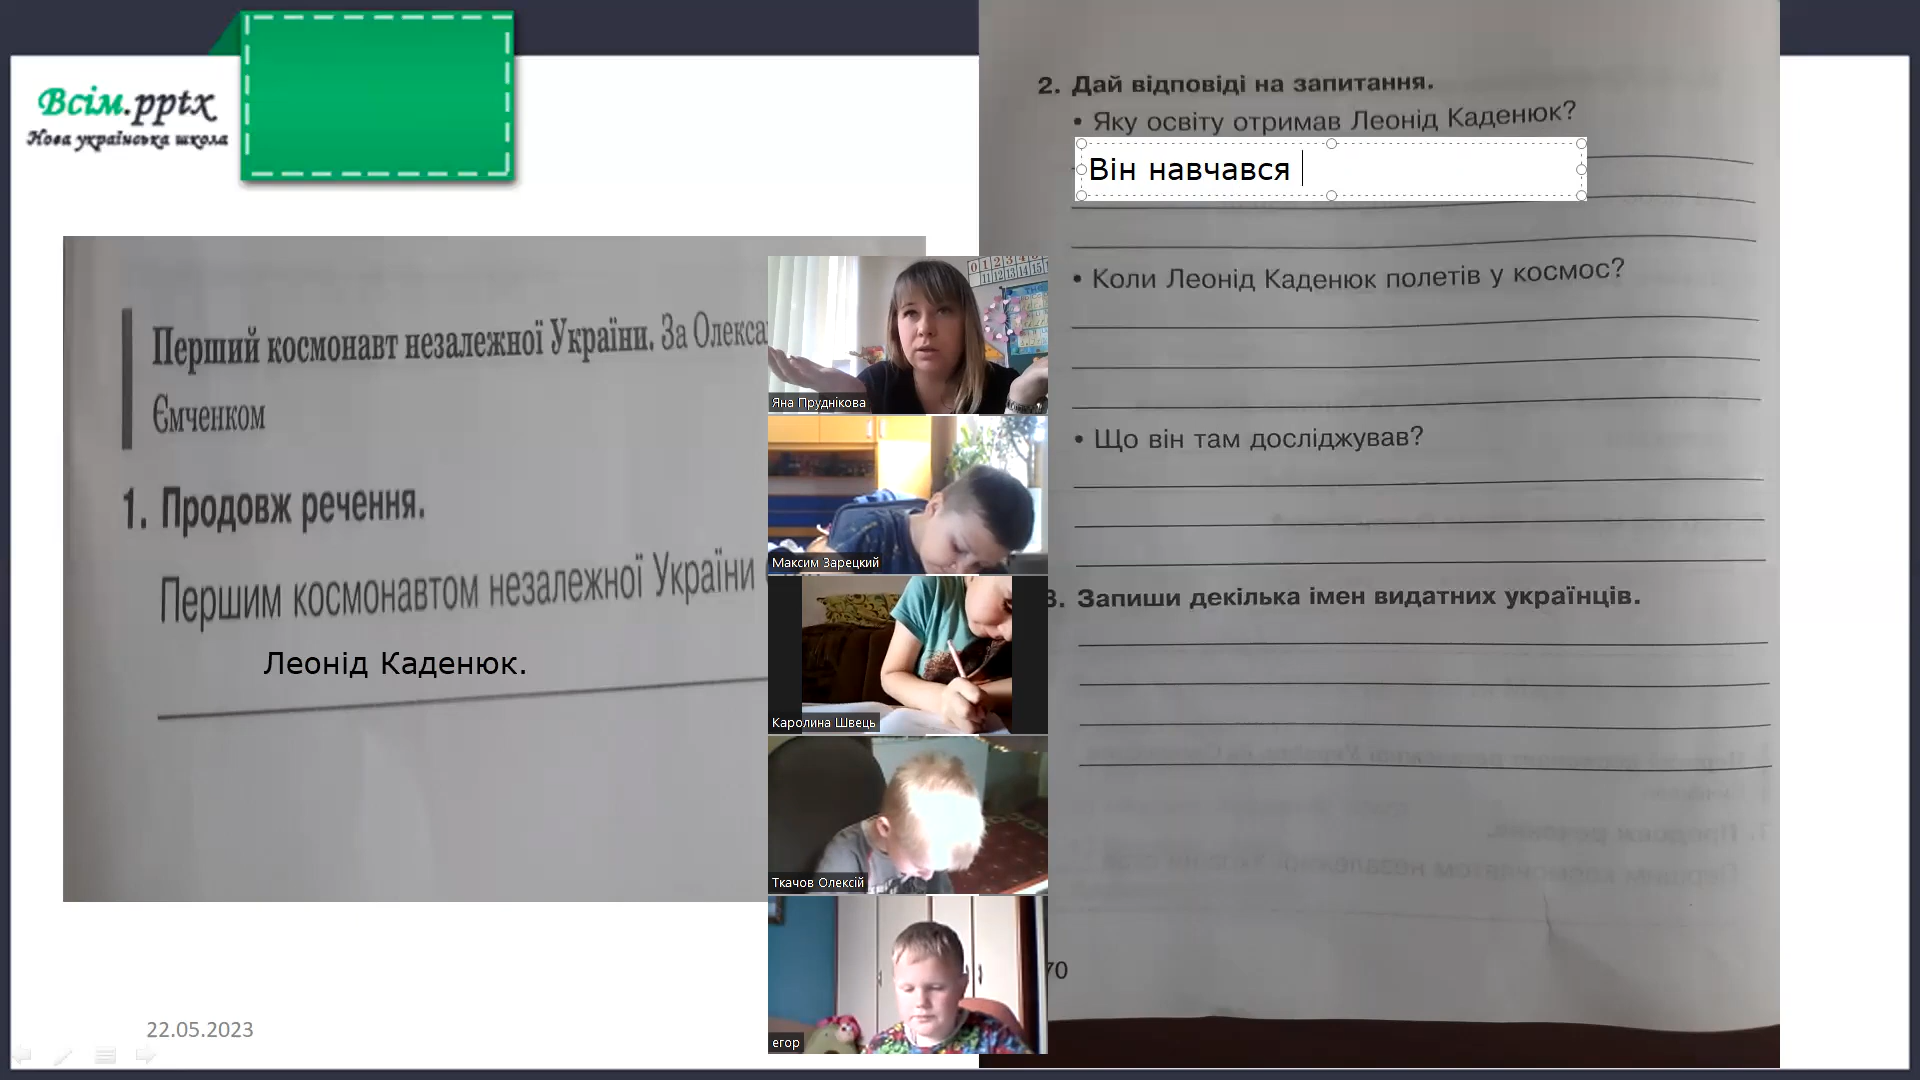 Всім.pptx
Нова українська школа
Перший космонавт незалежної України. За Олекса
Ємченком
1. Продовж речення.
Першим космонавтом незалежної України
Леонід Каденюк.
22.05.2023
Яна Пруднікова
Максим Зарецкий
Каролина Швець
Ткачов Олексій
егор
2. Дай відповіді на запитання.
• Яку освіту отримав Леонід Каденюк?
Він навчався
• Коли Леонід Каденюк полетів у космос?
• Що він там досліджував?
3. Запиши декілька імен видатних українців.
70